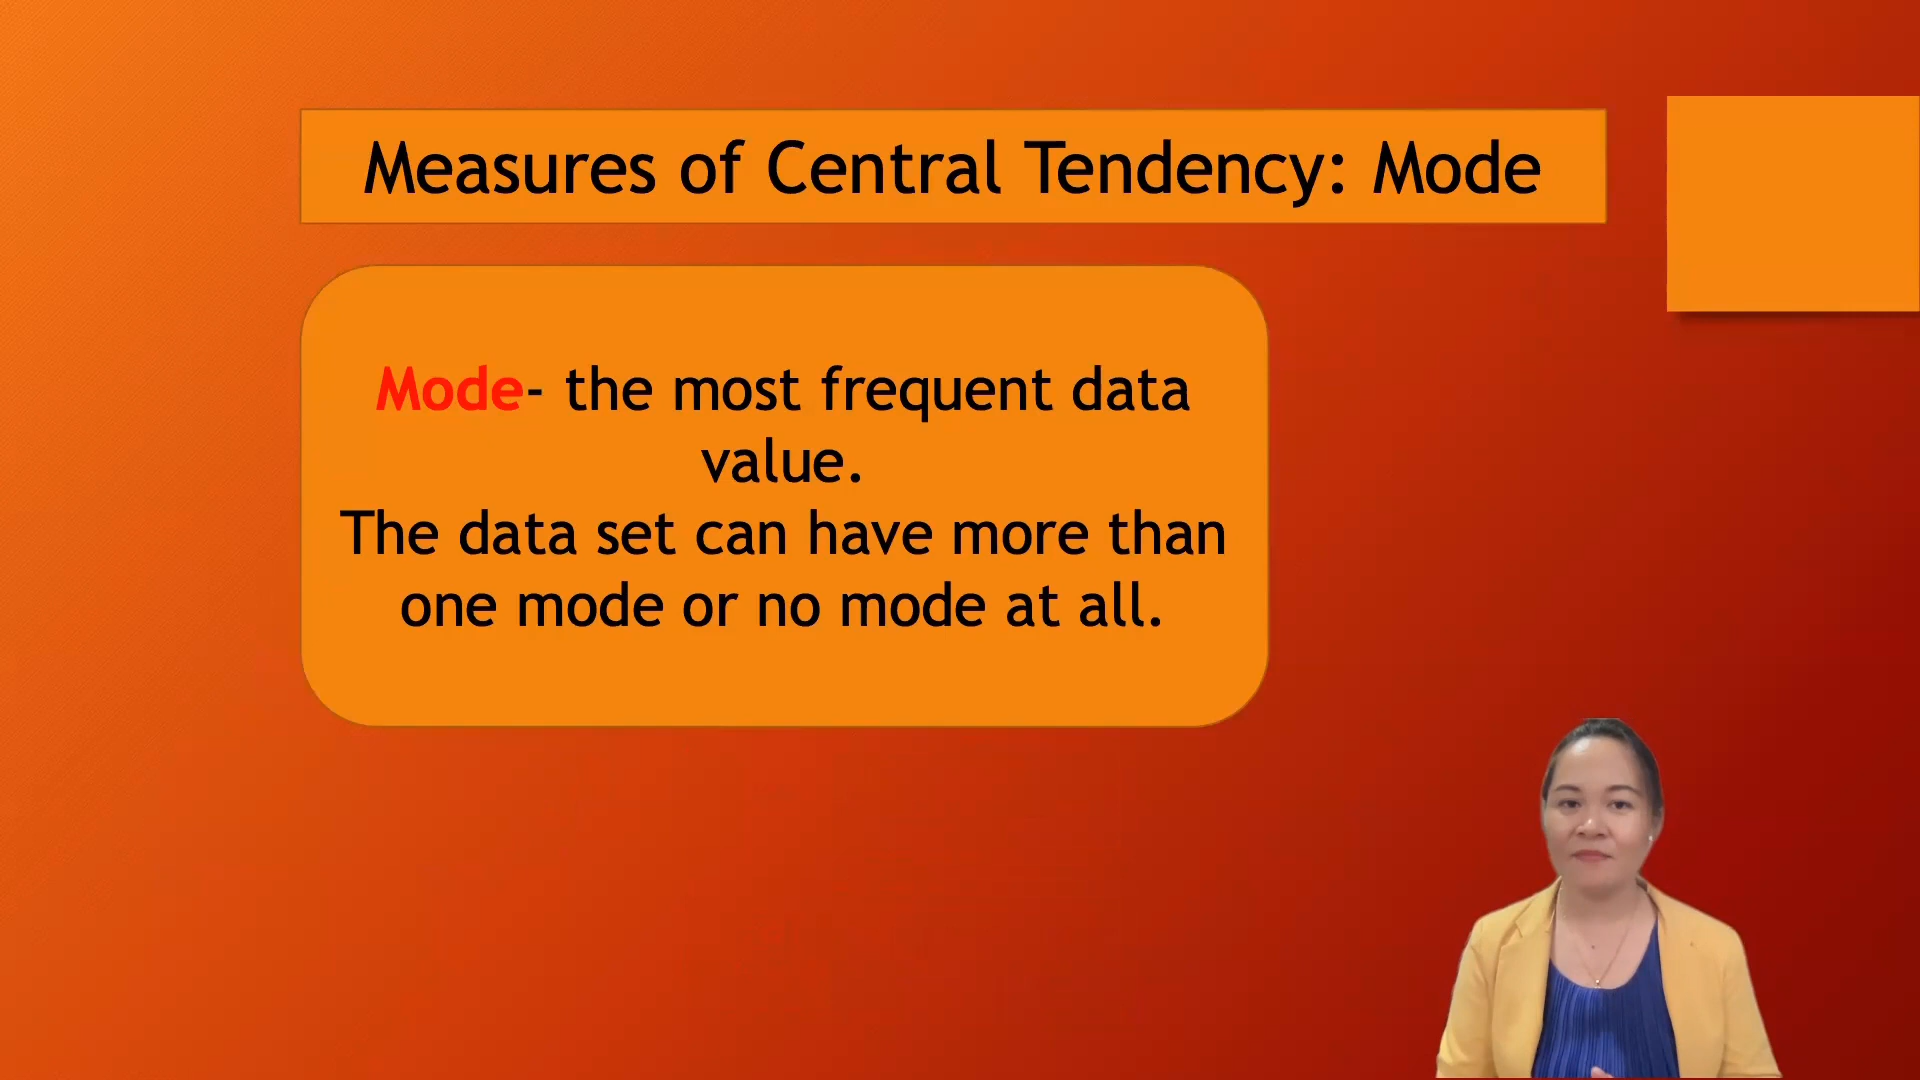 Measures of Central Tendency: Mode
Mode- the most frequent data
value.
The data set can have more than
one mode or no mode at all.